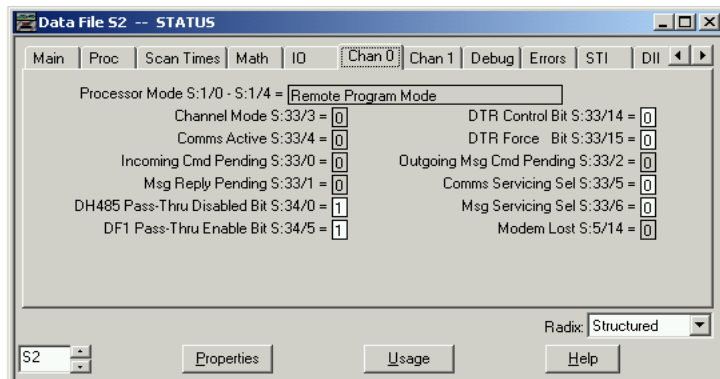 Data File S2 -- STATUS
Main Proc Scan Times Math IO Chan 0 Chan 1 Debug Errors STI DII
Processor Mode S:1/0 - S:1/4 = Remote Program Mode
Channel Mode S:33/3 = 0 DTR Control Bit S:33/14 = 0
Comms Active S:33/4 = 0 DTR Force Bit S:33/15 = 0
Incoming Cmd Pending S:33/0 = 0 Outgoing Msg Cmd Pending S:33/2 = 0
Msg Reply Pending S:33/1 = 0 Comms Servicing Sel S:33/5 = 0
DH485 Pass-Thru Disabled Bit S:34/0 = 1 Msg Servicing Sel S:33/6 = 0
DF1 Pass-Thru Enable Bit S:34/5 = 1 Modem Lost S:5/14 = 0
Radix: Structured
S2 Properties Usage Help